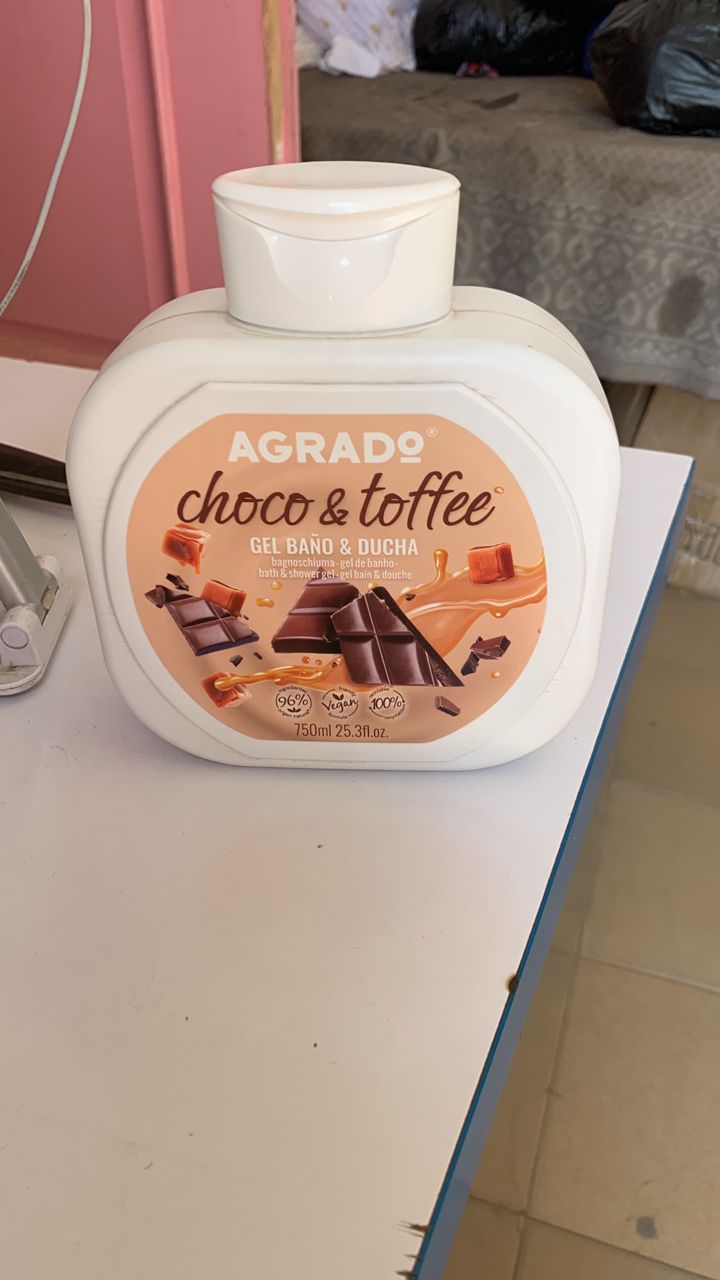 AGRADO®
choco & toffee
GEL BAÑO & DUCHA
bagnoschiuma · gel de banho ·
bath & shower gel · gel bain & douche
96%
Vegan
100%
750ml 25.3fl.oz.